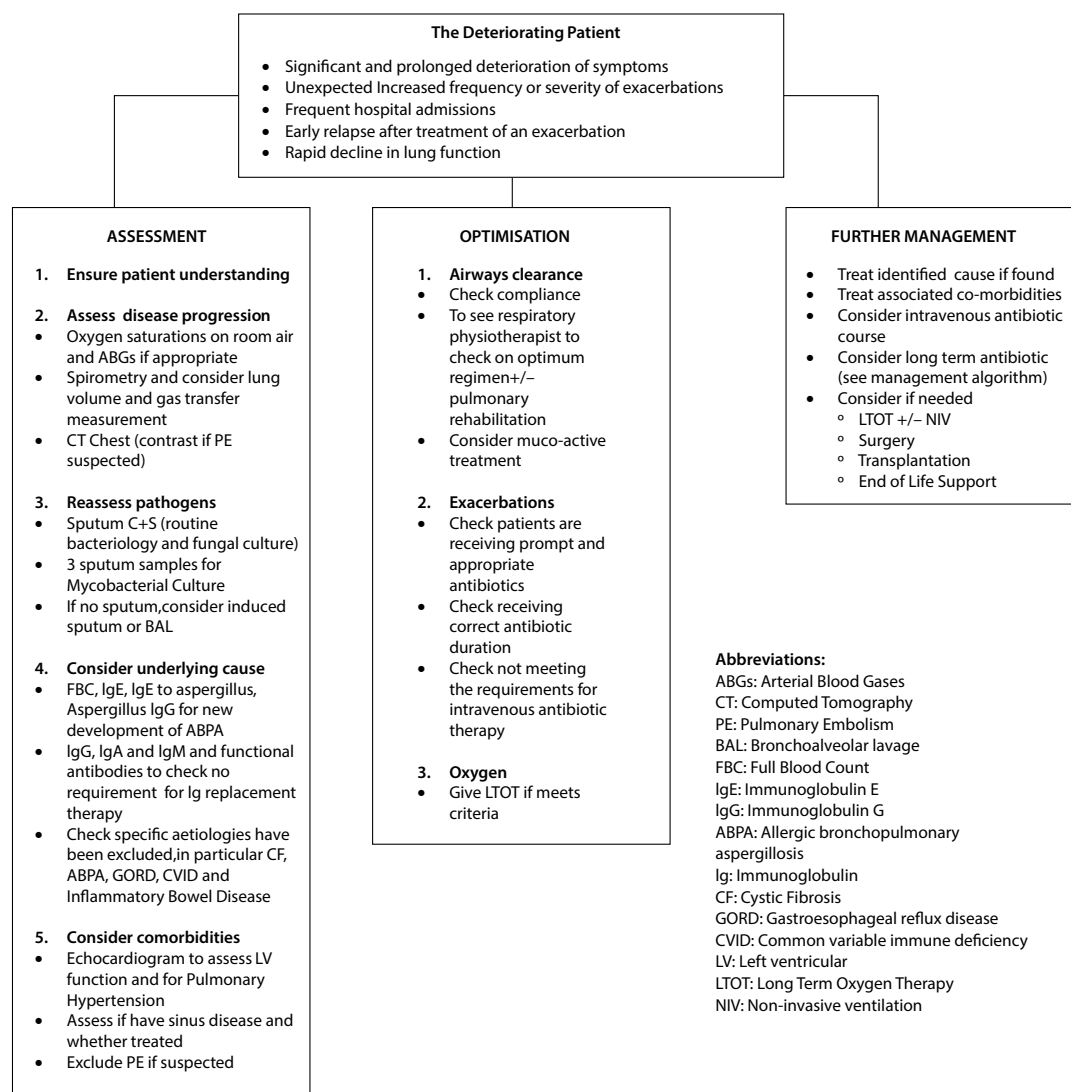 The Deteriorating Patient
• Significant and prolonged deterioration of symptoms
• Unexpected Increased frequency or severity of exacerbations
• Frequent hospital admissions
• Early relapse after treatment of an exacerbation
• Rapid decline in lung function
ASSESSMENT
1. Ensure patient understanding
2. Assess disease progression
• Oxygen saturations on room air
and ABGs if appropriate
• Spirometry and consider lung
volume and gas transfer
measurement
• CT Chest (contrast if PE
suspected)
3. Reassess pathogens
• Sputum C+S (routine
bacteriology and fungal culture)
• 3 sputum samples for
Mycobacterial Culture
• If no sputum,consider induced
sputum or BAL
4. Consider underlying cause
• FBC, IgE, IgE to aspergillus,
Aspergillus IgG for new
development of ABPA
• IgG, IgA and IgM and functional
antibodies to check no
requirement for Ig replacement
therapy
• Check specific aetiologies have
been excluded,in particular CF,
ABPA, GORD, CVID and
Inflammatory Bowel Disease
5. Consider comorbidities
• Echocardiogram to assess LV
function and for Pulmonary
Hypertension
• Assess if have sinus disease and
whether treated
• Exclude PE if suspected
OPTIMISATION
1. Airways clearance
• Check compliance
• To see respiratory
physiotherapist to
check on optimum
regimen+/–
pulmonary
rehabilitation
• Consider muco-active
treatment
2. Exacerbations
• Check patients are
receiving prompt and
appropriate
antibiotics
• Check receiving
correct antibiotic
duration
• Check not meeting
the requirements for
intravenous antibiotic
therapy
3. Oxygen
• Give LTOT if meets
criteria
FURTHER MANAGEMENT
• Treat identified cause if found
• Treat associated co-morbidities
• Consider intravenous antibiotic
course
• Consider long term antibiotic
(see management algorithm)
• Consider if needed
o LTOT +/– NIV
o Surgery
o Transplantation
o End of Life Support
Abbreviations:
ABGs: Arterial Blood Gases
CT: Computed Tomography
PE: Pulmonary Embolism
BAL: Bronchoalveolar lavage
FBC: Full Blood Count
IgE: Immunoglobulin E
IgG: Immunoglobulin G
ABPA: Allergic bronchopulmonary
aspergillosis
Ig: Immunoglobulin
CF: Cystic Fibrosis
GORD: Gastroesophageal reflux disease
CVID: Common variable immune deficiency
LV: Left ventricular
LTOT: Long Term Oxygen Therapy
NIV: Non-invasive ventilation